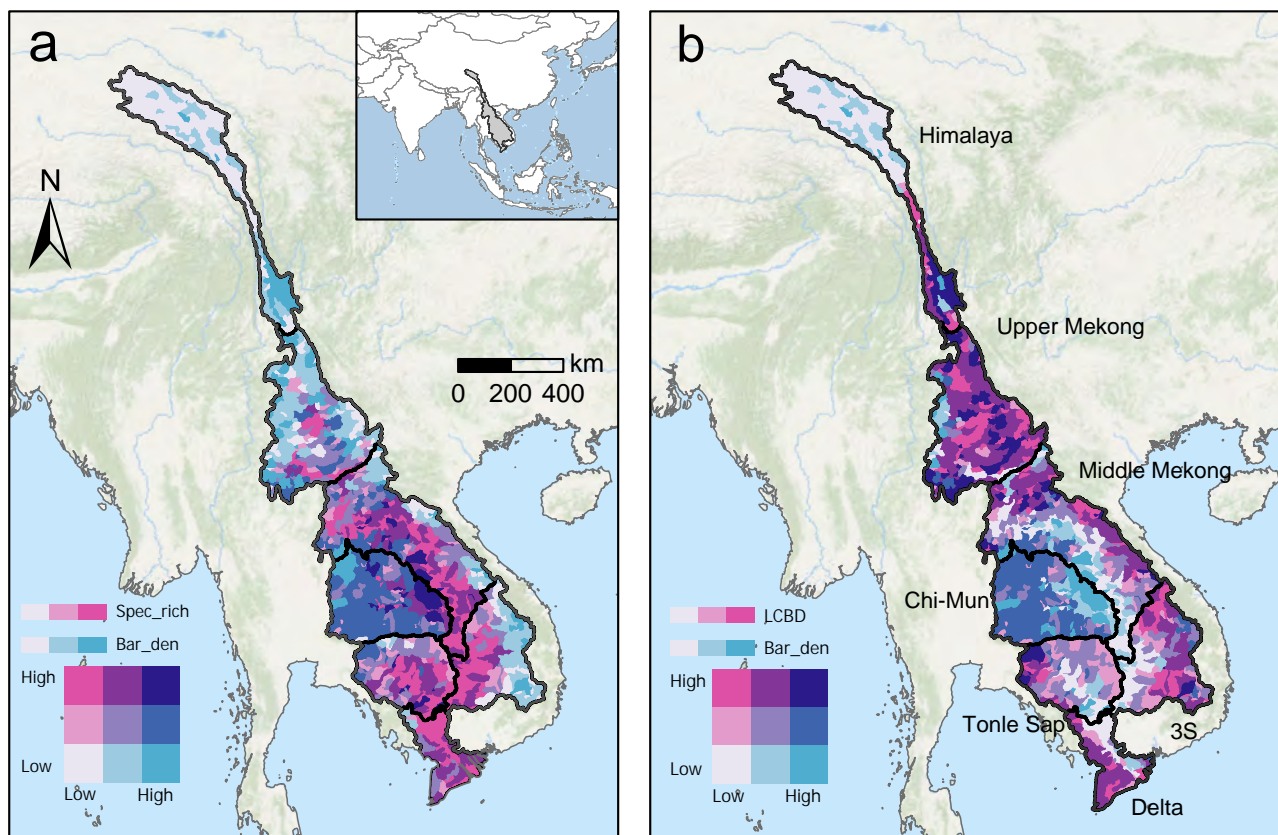 a
N
km
0 200 400
Spec_rich
Bar_den
High
Low
Low High
b
Himalaya
Upper Mekong
Middle Mekong
Chi-Mun
Tonle Sap
3S
Delta
LCBD
Bar_den
High
Low
Low High